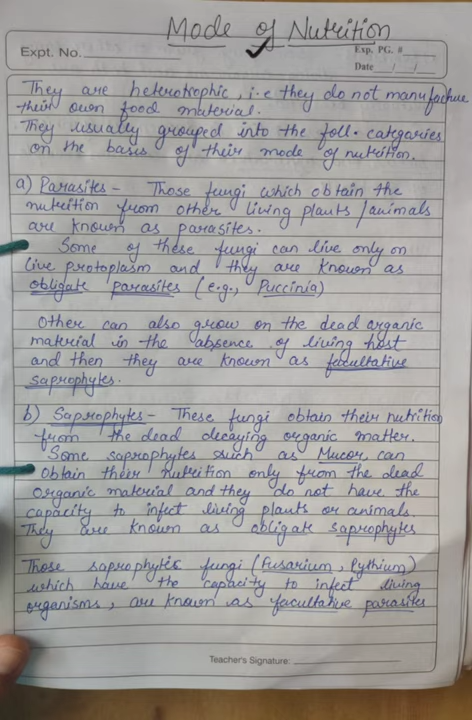 Mode of Nutrition
Expt. No.
Exp. PG. #
Date / /
They are heterotrophic, i.e they do not manufacture
their own food material.
They usually grouped into the foll. categories
on the basis of their mode of nutrition.
a) Parasites - Those fungi which obtain the
nutrition from other living plants/animals
are known as parasites.
Some of these fungi can live only on
live protoplasm and they are known as
obligate parasites (e.g., Puccinia)
Other can also grow on the dead organic
material in the absence of living host
and then they are known as facultative
saprophytes.
b) Saprophytes - These fungi obtain their nutrition
from the dead decaying organic matter.
Some saprophytes such as Mucor, can
Obtain their nutrition only from the dead
organic material and they do not have the
capacity to infect living plants or animals.
They are known as obligate saprophytes
Those saprophytic fungi (Fusarium, Pythium)
which have the capacity to infect living
organisms, are known as facultative parasites
Teacher's Signature: